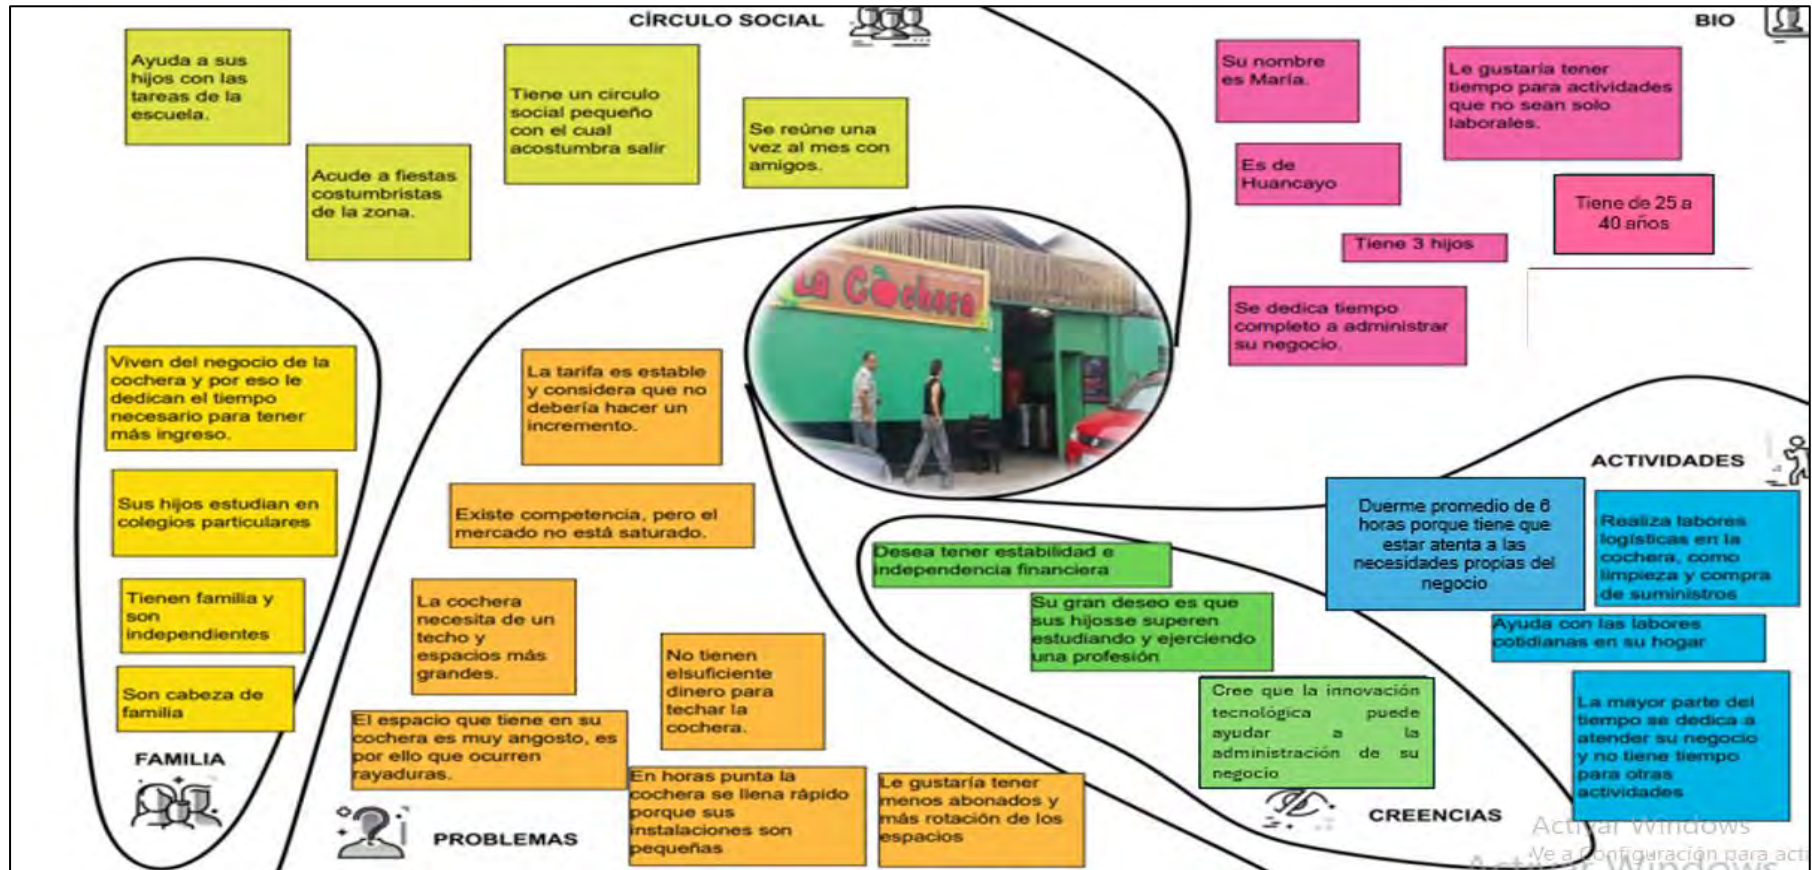 CÍRCULO SOCIAL
Ayuda a sus
hijos con las
tareas de la
escuela.
Acude a fiestas
costumbristas
de la zona.
Tiene un círculo
social pequeño
con el cual
acostumbra salir
Se reúne una
vez al mes con
amigos.
BIO
Su nombre
es María.
Le gustaría tener
tiempo para actividades
que no sean solo
laborales.
Es de
Huancayo
Tiene de 25 a
40 años
Tiene 3 hijos
Se dedica tiempo
completo a administrar
su negocio.
La Cochera
Viven del negocio de la
cochera y por eso le
dedican el tiempo
necesario para tener
más ingreso.
Sus hijos estudian en
colegios particulares
Tienen familia y
son
independientes
Son cabeza de
familia
FAMILIA
La tarifa es estable
y considera que no
debería hacer un
incremento.
Existe competencia, pero el
mercado no está saturado.
La cochera
necesita de un
techo y
espacios más
grandes.
No tienen
elsuficiente
dinero para
techar la
cochera.
El espacio que tiene en su
cochera es muy angosto, es
por ello que ocurren
rayaduras.
En horas punta la
cochera se llena rápido
porque sus
instalaciones son
pequeñas
Le gustaría tener
menos abonados y
más rotación de los
espacios
PROBLEMAS
Desea tener estabilidad e
independencia financiera
Su gran deseo es que
sus hijosse superen
estudiando y ejerciendo
una profesión
Cree que la innovación
tecnológica puede
ayudar a la
administración de su
negocio
CREENCIAS
ACTIVIDADES
Duerme promedio de 6
horas porque tiene que
estar atenta a las
necesidades propias del
negocio
Realiza labores
logísticas en la
cochera, como
limpieza y compra
de suministros
Ayuda con las labores
cotidianas en su hogar
La mayor parte del
tiempo se dedica a
atender su negocio
y no tiene tiempo
para otras
actividades
Activar Windows
Ve a Configuración para acti
Activar Windows